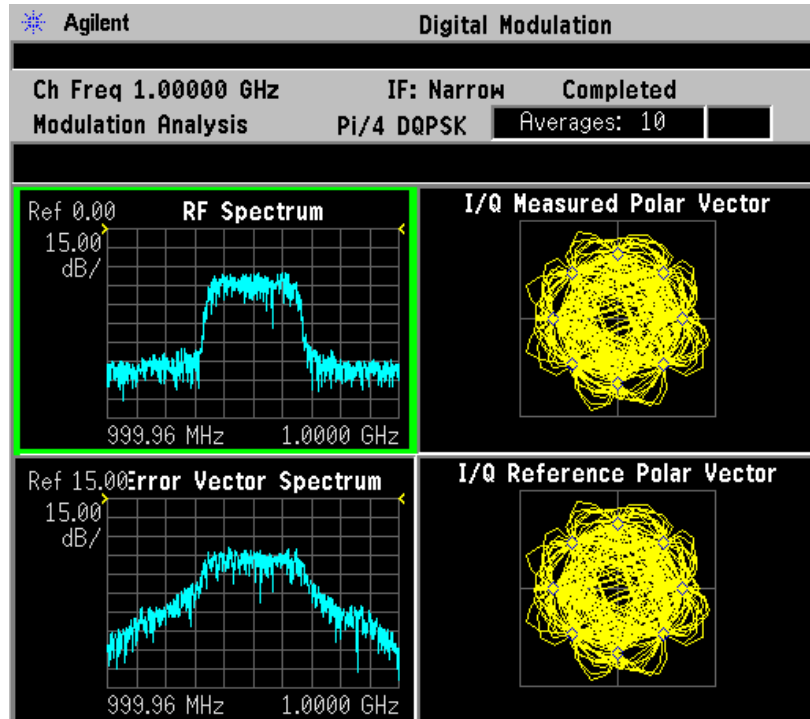 Agilent Digital Modulation
Ch Freq 1.00000 GHz IF: Narrow Completed
Modulation Analysis Pi/4 DQPSK Averages: 10
Ref 0.00 RF Spectrum
15.00
dB/
999.96 MHz 1.0000 GHz
I/Q Measured Polar Vector
Ref 15.00 Error Vector Spectrum
15.00
dB/
999.96 MHz 1.0000 GHz
I/Q Reference Polar Vector